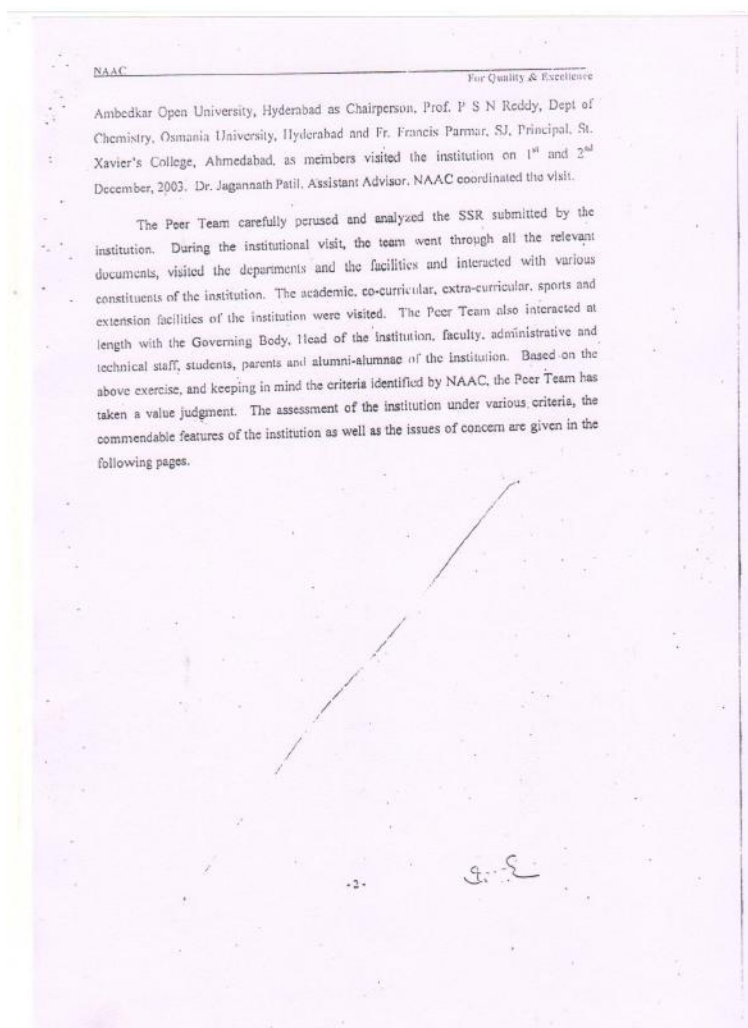 NAAC
For Quality & Excellence
Ambedkar Open University, Hyderabad as Chairperson, Prof. P S N Reddy, Dept of
Chemistry, Osmania University, Hyderabad and Fr. Francis Parmar, SJ, Principal, St.
Xavier's College, Ahmedabad, as members visited the institution on 1st and 2nd
December, 2003. Dr. Jagannath Patil, Assistant Advisor, NAAC coordinated the visit.
The Peer Team carefully perused and analyzed the SSR submitted by the
institution. During the institutional visit, the team went through all the relevant
documents, visited the departments and the facilities and interacted with various
constituents of the institution. The academic, co-curricular, extra-curricular, sports and
extension facilities of the institution were visited. The Peer Team also interacted at
length with the Governing Body, Head of the institution, faculty, administrative and
technical staff, students, parents and alumni-alumnae of the institution. Based on the
above exercise, and keeping in mind the criteria identified by NAAC, the Peer Team has
taken a value judgment. The assessment of the institution under various criteria, the
commendable features of the institution as well as the issues of concern are given in the
following pages.
-2-